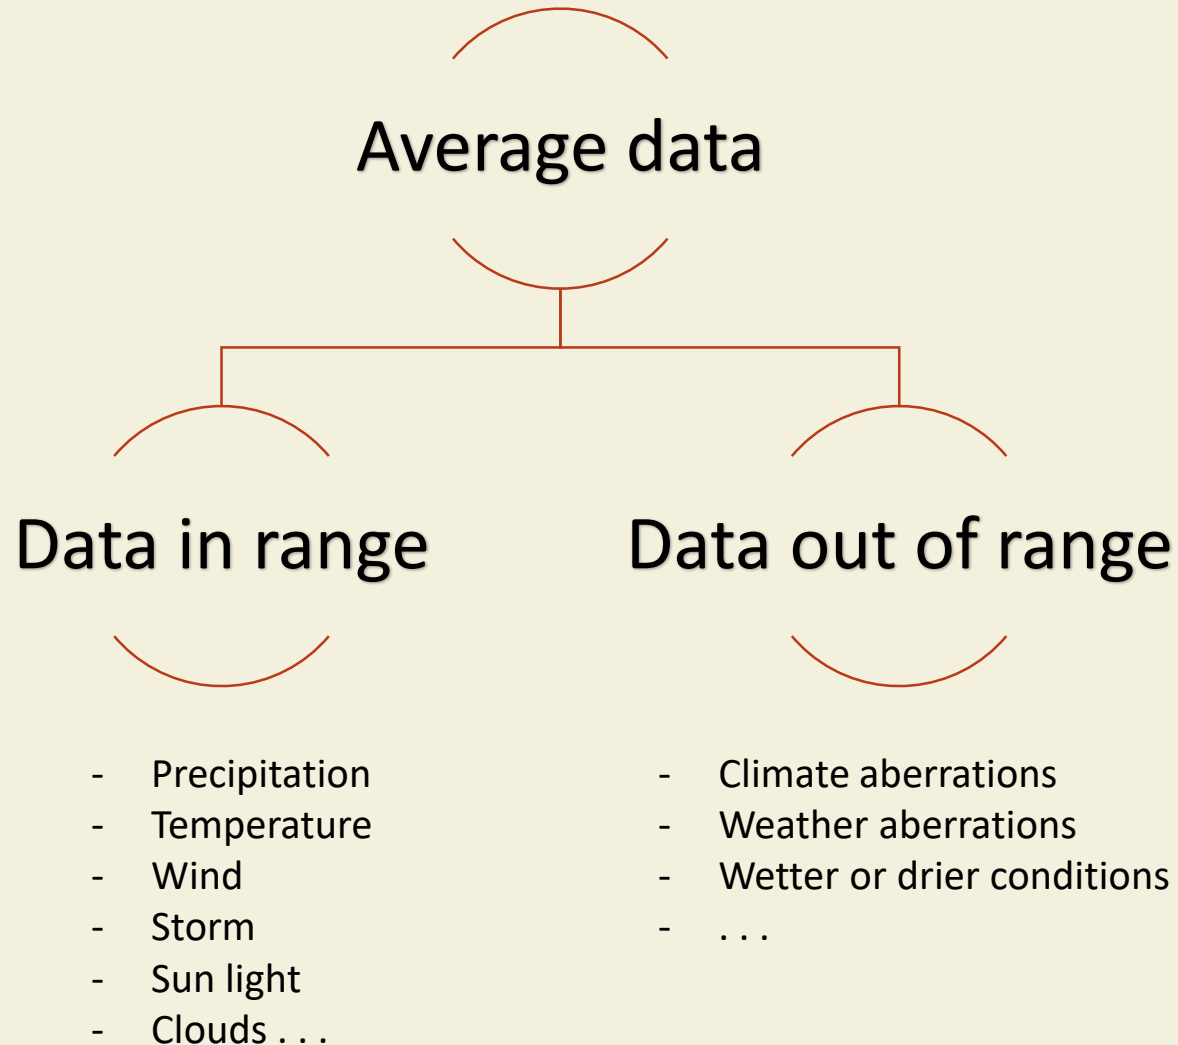 Average data
Data in range
Data out of range
- Precipitation
- Temperature
- Wind
- Storm
- Sun light
- Clouds . . .
- Climate aberrations
- Weather aberrations
- Wetter or drier conditions
- . . .